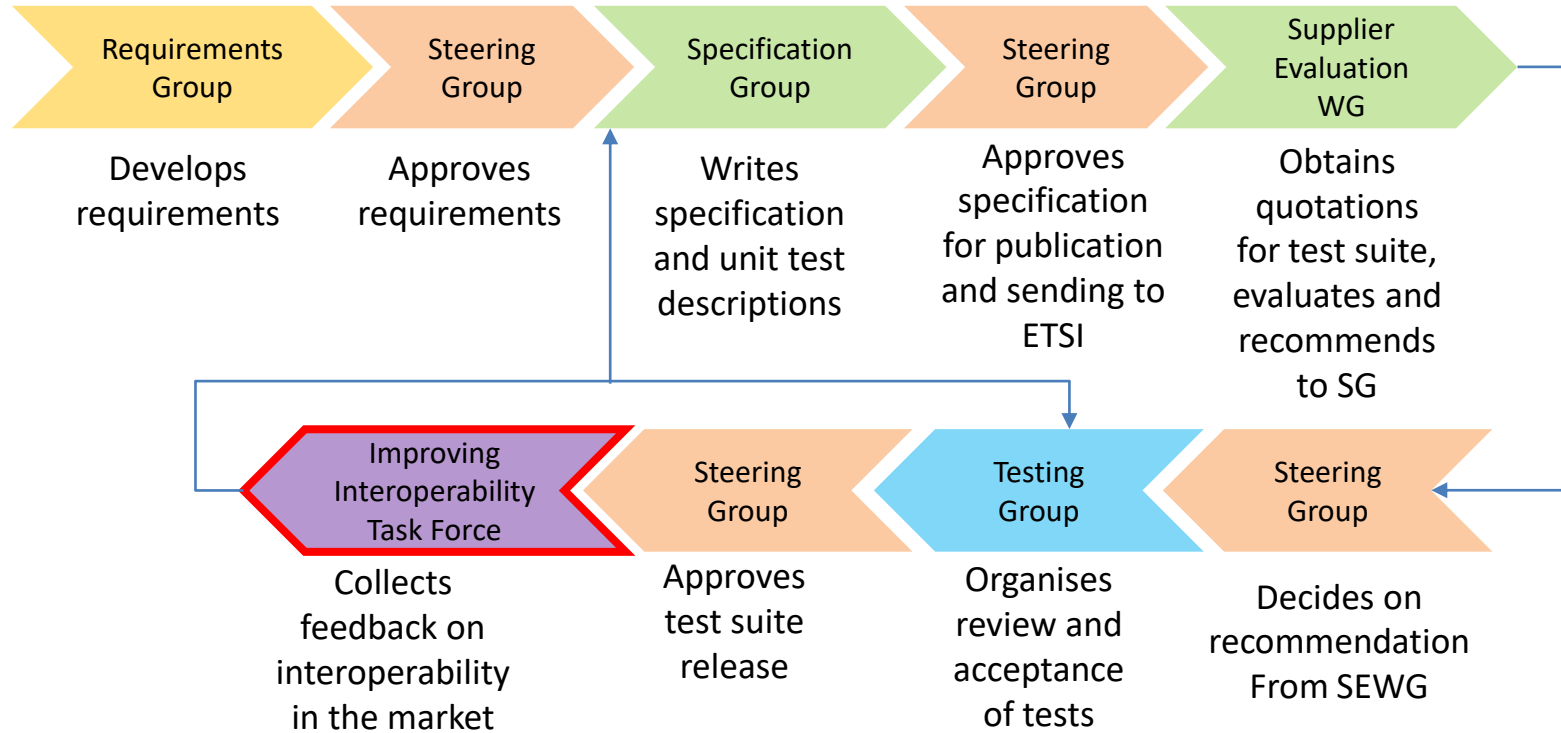 Requirements
Group
Steering
Group
Specification
Group
Steering
Group
Supplier
Evaluation
WG
Develops
requirements
Approves
requirements
Writes
specification
and unit test
descriptions
Approves
specification
for publication
and sending to
ETSI
Obtains
quotations
for test suite,
evaluates and
recommends
to SG
Improving
Interoperability
Task Force
Steering
Group
Testing
Group
Steering
Group
Collects
feedback on
interoperability
in the market
Approves
test suite
release
Organises
review and
acceptance
of tests
Decides on
recommendation
From SEWG